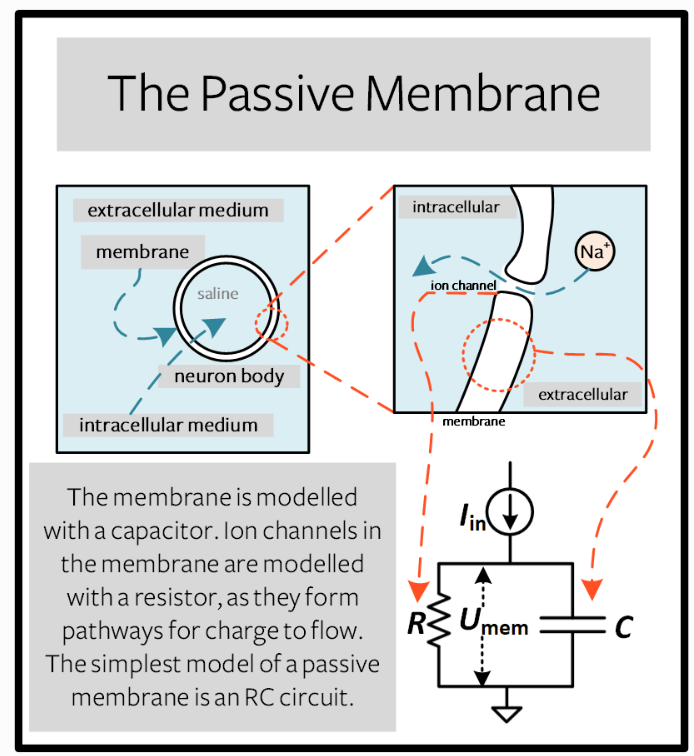 The Passive Membrane
extracellular medium
membrane
saline
neuron body
intracellular medium
intracellular
Na+
ion channel
extracellular
membrane
The membrane is modelled
with a capacitor. Ion channels in
the membrane are modelled
with a resistor, as they form
pathways for charge to flow.
The simplest model of a passive
membrane is an RC circuit.
Iin
R
Umem
C